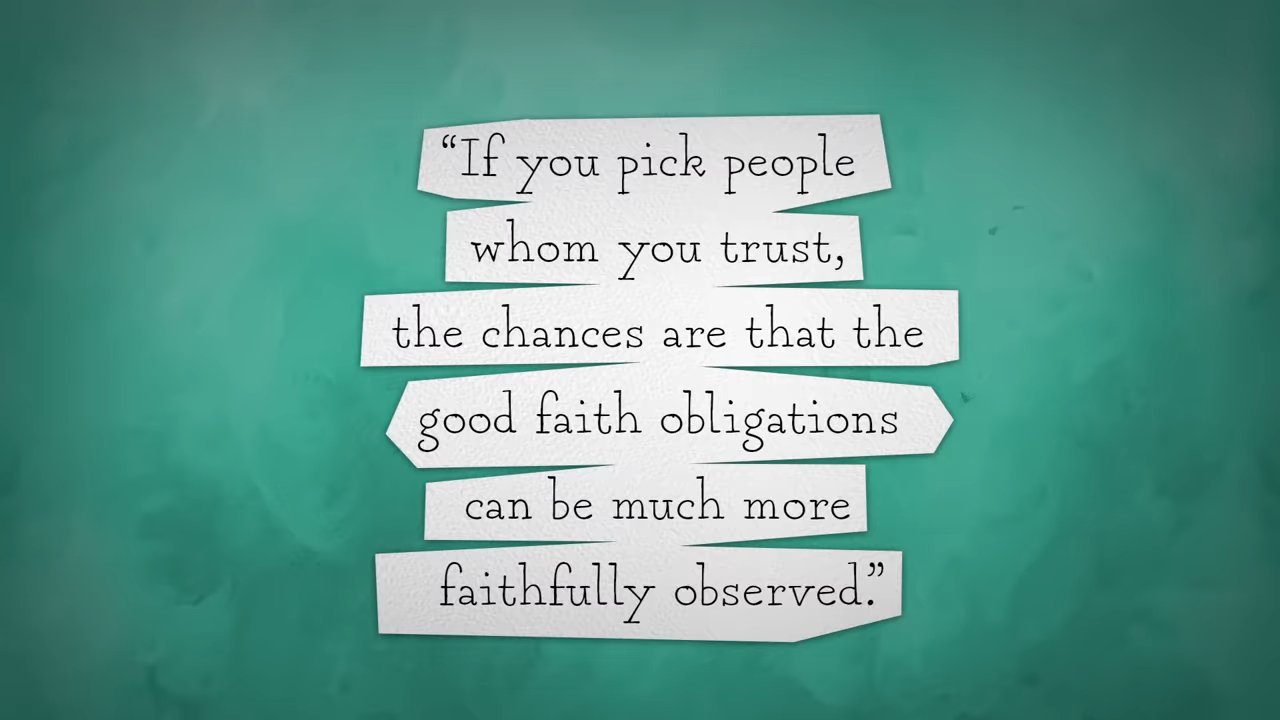 “If you pick people
whom you trust,
the chances are that the
good faith obligations
can be much more
faithfully observed.”